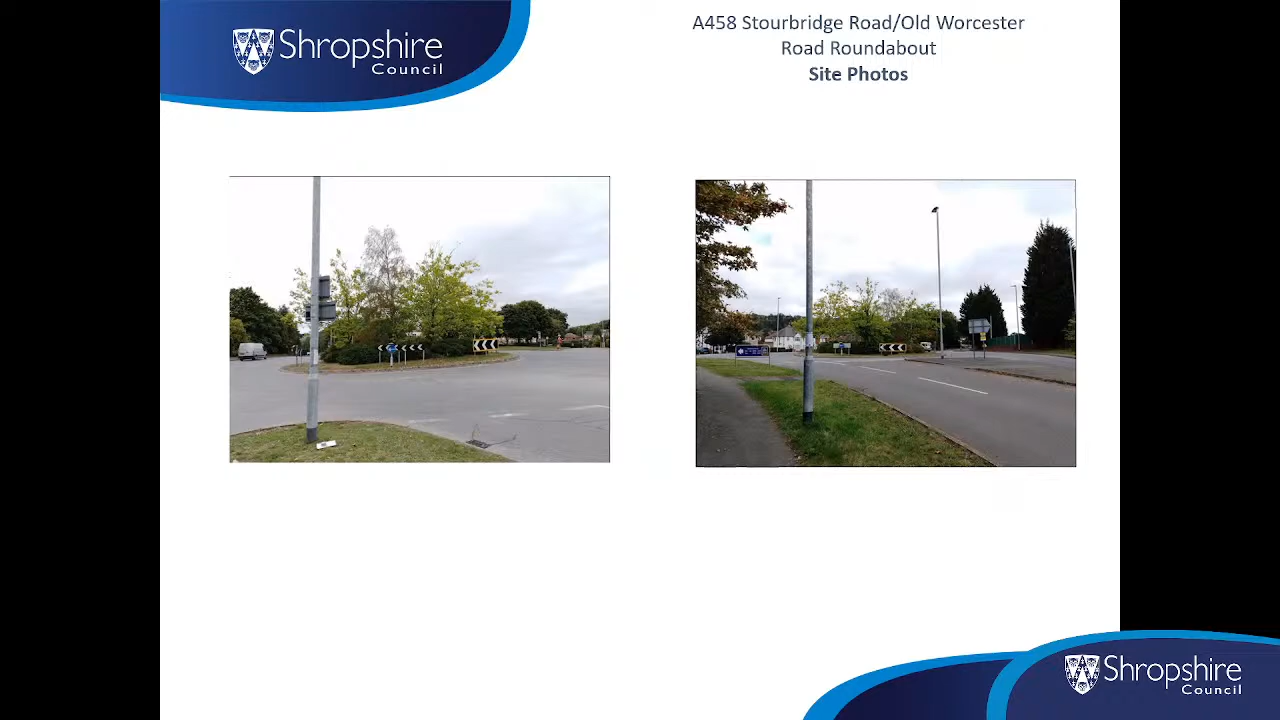 Shropshire
Council
A458 Stourbridge Road/Old Worcester
Road Roundabout
Site Photos
Shropshire
Council